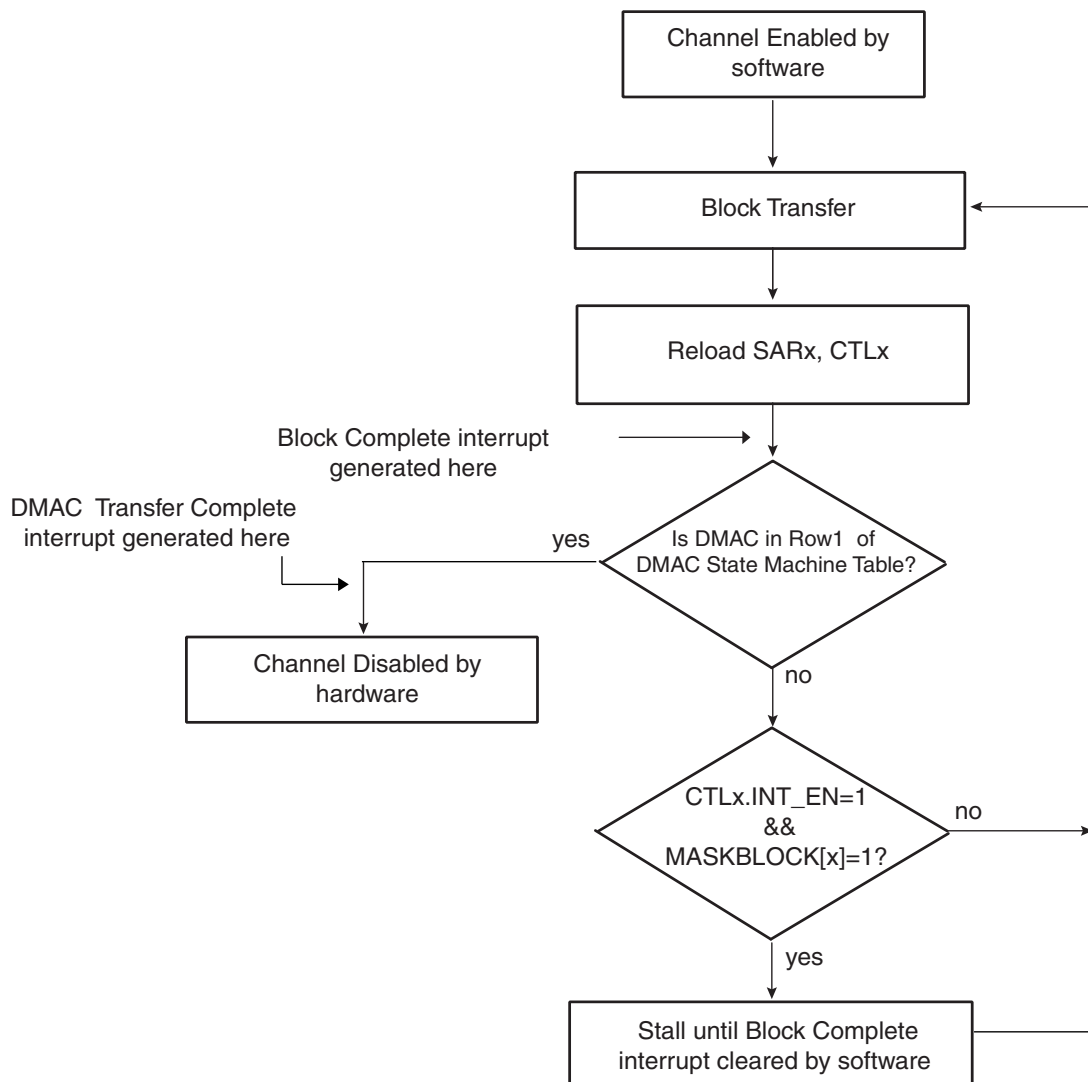 Channel Enabled by
software
Block Transfer
Reload SARx, CTLx
Block Complete interrupt
generated here
DMAC Transfer Complete
interrupt generated here
yes
Is DMAC in Row1 of
DMAC State Machine Table?
Channel Disabled by
hardware
no
CTLx.INT_EN=1
&&
MASKBLOCK[x]=1?
no
yes
Stall until Block Complete
interrupt cleared by software